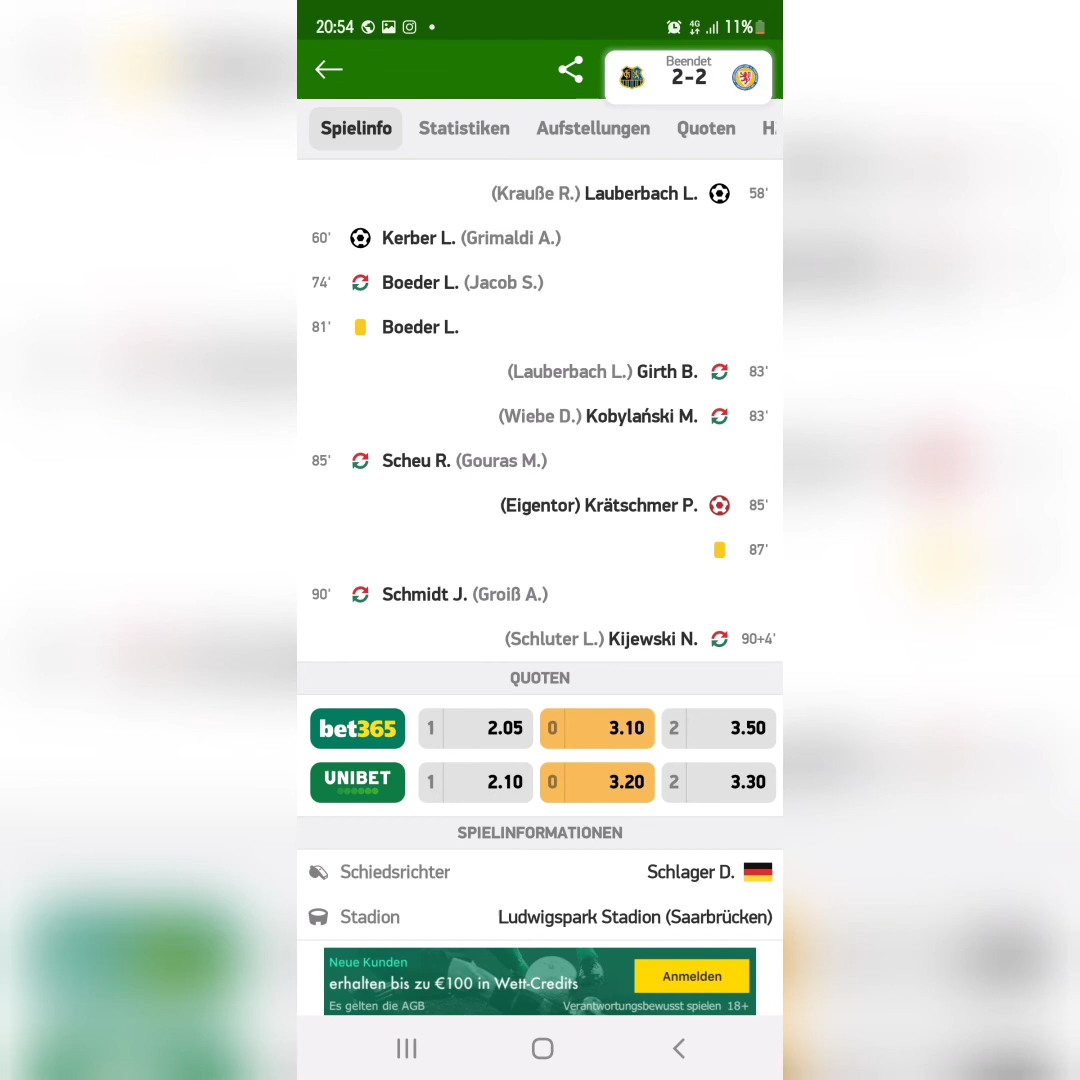 20:54 4G 11%
Beendet
2-2
Spielinfo Statistiken Aufstellungen Quoten H
(Krauße R.) Lauberbach L. 58'
60' Kerber L. (Grimaldi A.)
74' Boeder L. (Jacob S.)
81' Boeder L.
(Lauberbach L.) Girth B. 83'
(Wiebe D.) Kobylański M. 83'
85' Scheu R. (Gouras M.)
(Eigentor) Krätschmer P. 85'
87'
90' Schmidt J. (Groiß A.)
(Schluter L.) Kijewski N. 90+4'
QUOTEN
bet365 1 2.05 0 3.10 2 3.50
UNIBET 1 2.10 0 3.20 2 3.30
SPIELINFORMATIONEN
Schiedsrichter Schlager D.
Stadion Ludwigspark Stadion (Saarbrücken)
Neue Kunden
erhalten bis zu €100 in Wett-Credits
Anmelden
Es gelten die AGB Verantwortungsbewusst spielen 18+